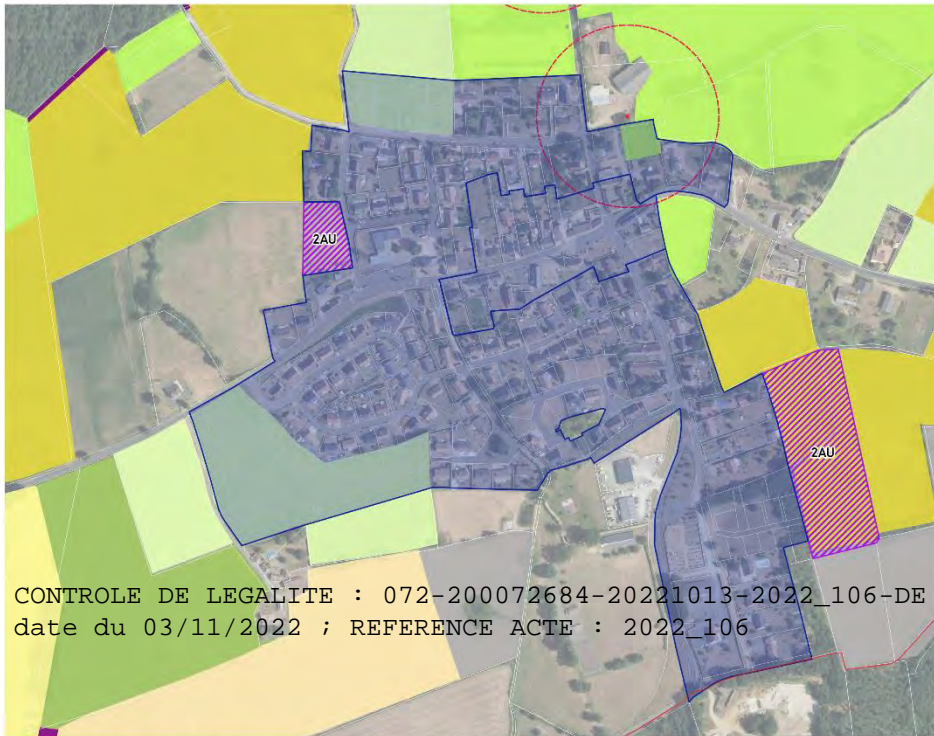 2AU
2AU
CONTROLE DE LEGALITE : 072-200072684-20221013-2022_106-DE
date du 03/11/2022 ; REFERENCE ACTE : 2022_106